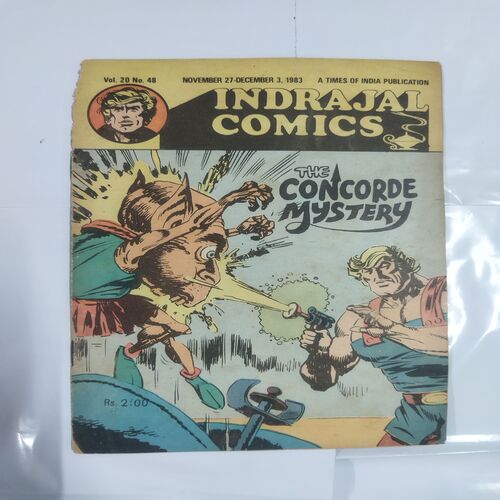 Vol. 20 No. 48 NOVEMBER 27-DECEMBER 3, 1983 A TIMES OF INDIA PUBLICATION
INDRAJAL
COMICS
THE
CONCORDE
MYSTERY
Rs. 2:00